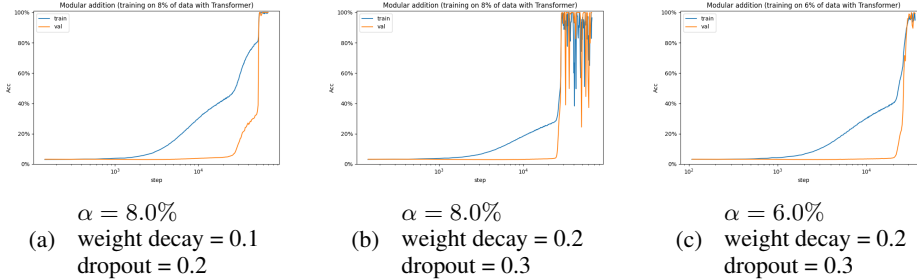 Modular addition (training on 8% of data with Transformer)
100%
80%
60%
40%
20%
0%
Acc
train
val
10³
10⁴
step
Modular addition (training on 8% of data with Transformer)
100%
80%
60%
40%
20%
0%
Acc
train
val
10³
10⁴
step
Modular addition (training on 6% of data with Transformer)
100%
80%
60%
40%
20%
0%
Acc
train
val
10²
10³
10⁴
step
α = 8.0%
(a) weight decay = 0.1
dropout = 0.2
α = 8.0%
(b) weight decay = 0.2
dropout = 0.3
α = 6.0%
(c) weight decay = 0.2
dropout = 0.3